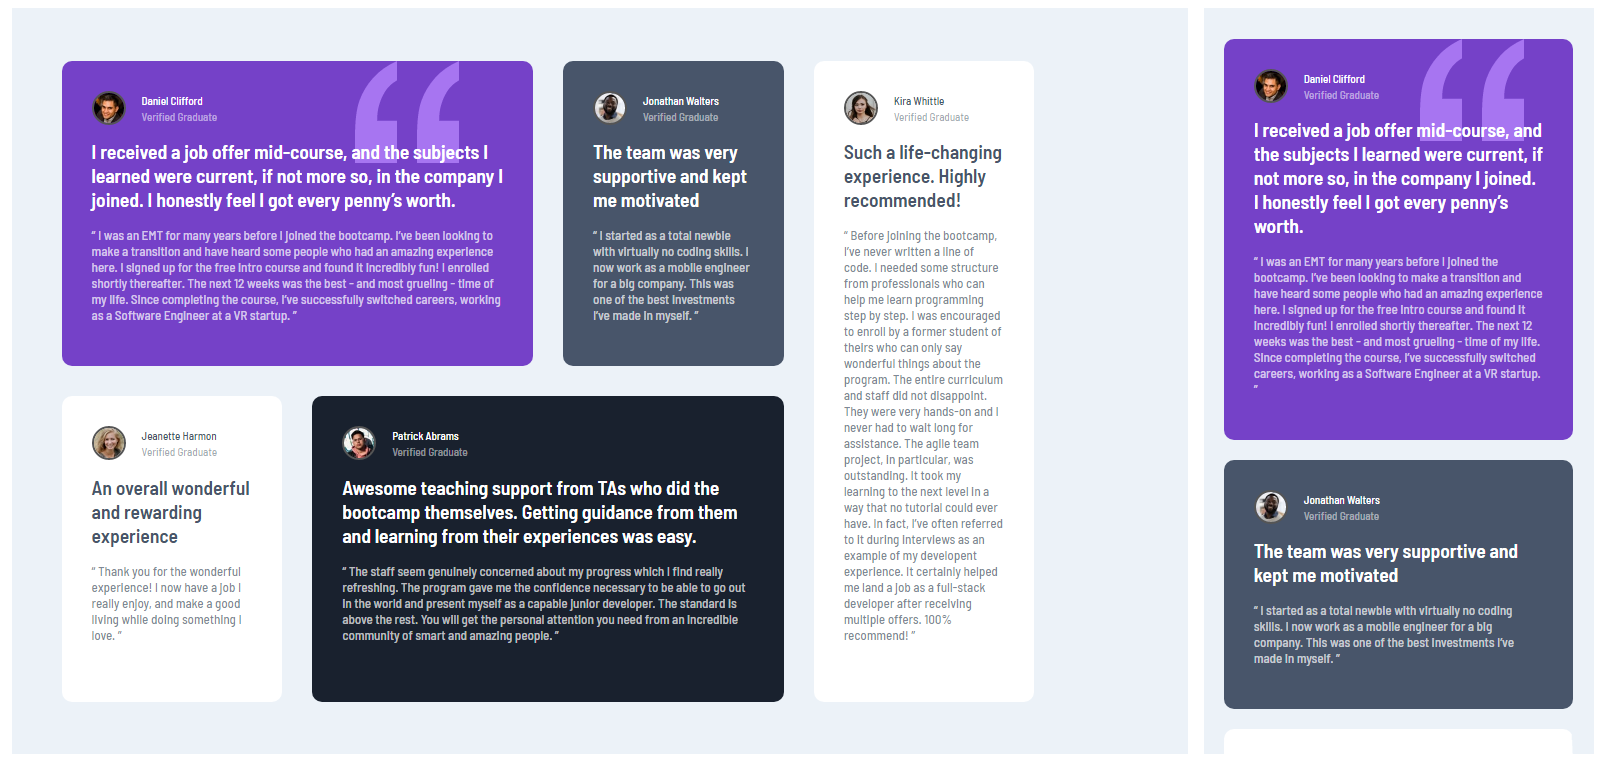 Daniel Clifford
Verified Graduate
I received a job offer mid-course, and the subjects I
learned were current, if not more so, in the company I
joined. I honestly feel I got every penny’s worth.
“ I was an EMT for many years before I joined the bootcamp. I’ve been looking to
make a transition and have heard some people who had an amazing experience
here. I signed up for the free intro course and found it incredibly fun! I enrolled
shortly thereafter. The next 12 weeks was the best - and most grueling - time of
my life. Since completing the course, I’ve successfully switched careers, working
as a Software Engineer at a VR startup. ”
Jonathan Walters
Verified Graduate
The team was very
supportive and kept
me motivated
“ I started as a total newbie
with virtually no coding skills. I
now work as a mobile engineer
for a big company. This was
one of the best investments
I’ve made in myself. ”
Kira Whittle
Verified Graduate
Such a life-changing
experience. Highly
recommended!
“ Before joining the bootcamp,
I’ve never written a line of
code. I needed some structure
from professionals who can
help me learn programming
step by step. I was encouraged
to enroll by a former student of
theirs who can only say
wonderful things about the
program. The entire curriculum
and staff did not disappoint.
They were very hands-on and I
never had to wait long for
assistance. The agile team
project, in particular, was
outstanding. It took my
learning to the next level in a
way that no tutorial could ever
have. In fact, I’ve often referred
to it during interviews as an
example of my developent
experience. It certainly helped
me land a job as a full-stack
developer after receiving
multiple offers. 100%
recommend! ”
Jeanette Harmon
Verified Graduate
An overall wonderful
and rewarding
experience
“ Thank you for the wonderful
experience! I now have a job I
really enjoy, and make a good
living while doing something I
love. ”
Patrick Abrams
Verified Graduate
Awesome teaching support from TAs who did the
bootcamp themselves. Getting guidance from them
and learning from their experiences was easy.
“ The staff seem genuinely concerned about my progress which I find really
refreshing. The program gave me the confidence necessary to be able to go out
in the world and present myself as a capable junior developer. The standard is
above the rest. You will get the personal attention you need from an incredible
community of smart and amazing people. ”
Daniel Clifford
Verified Graduate
I received a job offer mid-course, and
the subjects I learned were current, if
not more so, in the company I joined.
I honestly feel I got every penny’s
worth.
“ I was an EMT for many years before I joined the
bootcamp. I’ve been looking to make a transition and
have heard some people who had an amazing experience
here. I signed up for the free intro course and found it
incredibly fun! I enrolled shortly thereafter. The next 12
weeks was the best - and most grueling - time of my life.
Since completing the course, I’ve successfully switched
careers, working as a Software Engineer at a VR startup.
”
Jonathan Walters
Verified Graduate
The team was very supportive and
kept me motivated
“ I started as a total newbie with virtually no coding
skills. I now work as a mobile engineer for a big
company. This was one of the best investments I’ve
made in myself. ”